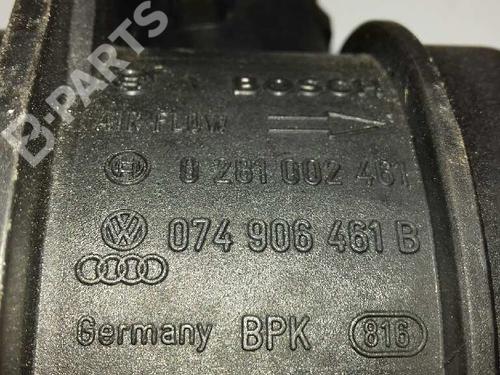 B-PARTS
BOSCH
AIR FLOW
0 281 002 461
074 906 461 B
Germany BPK 816